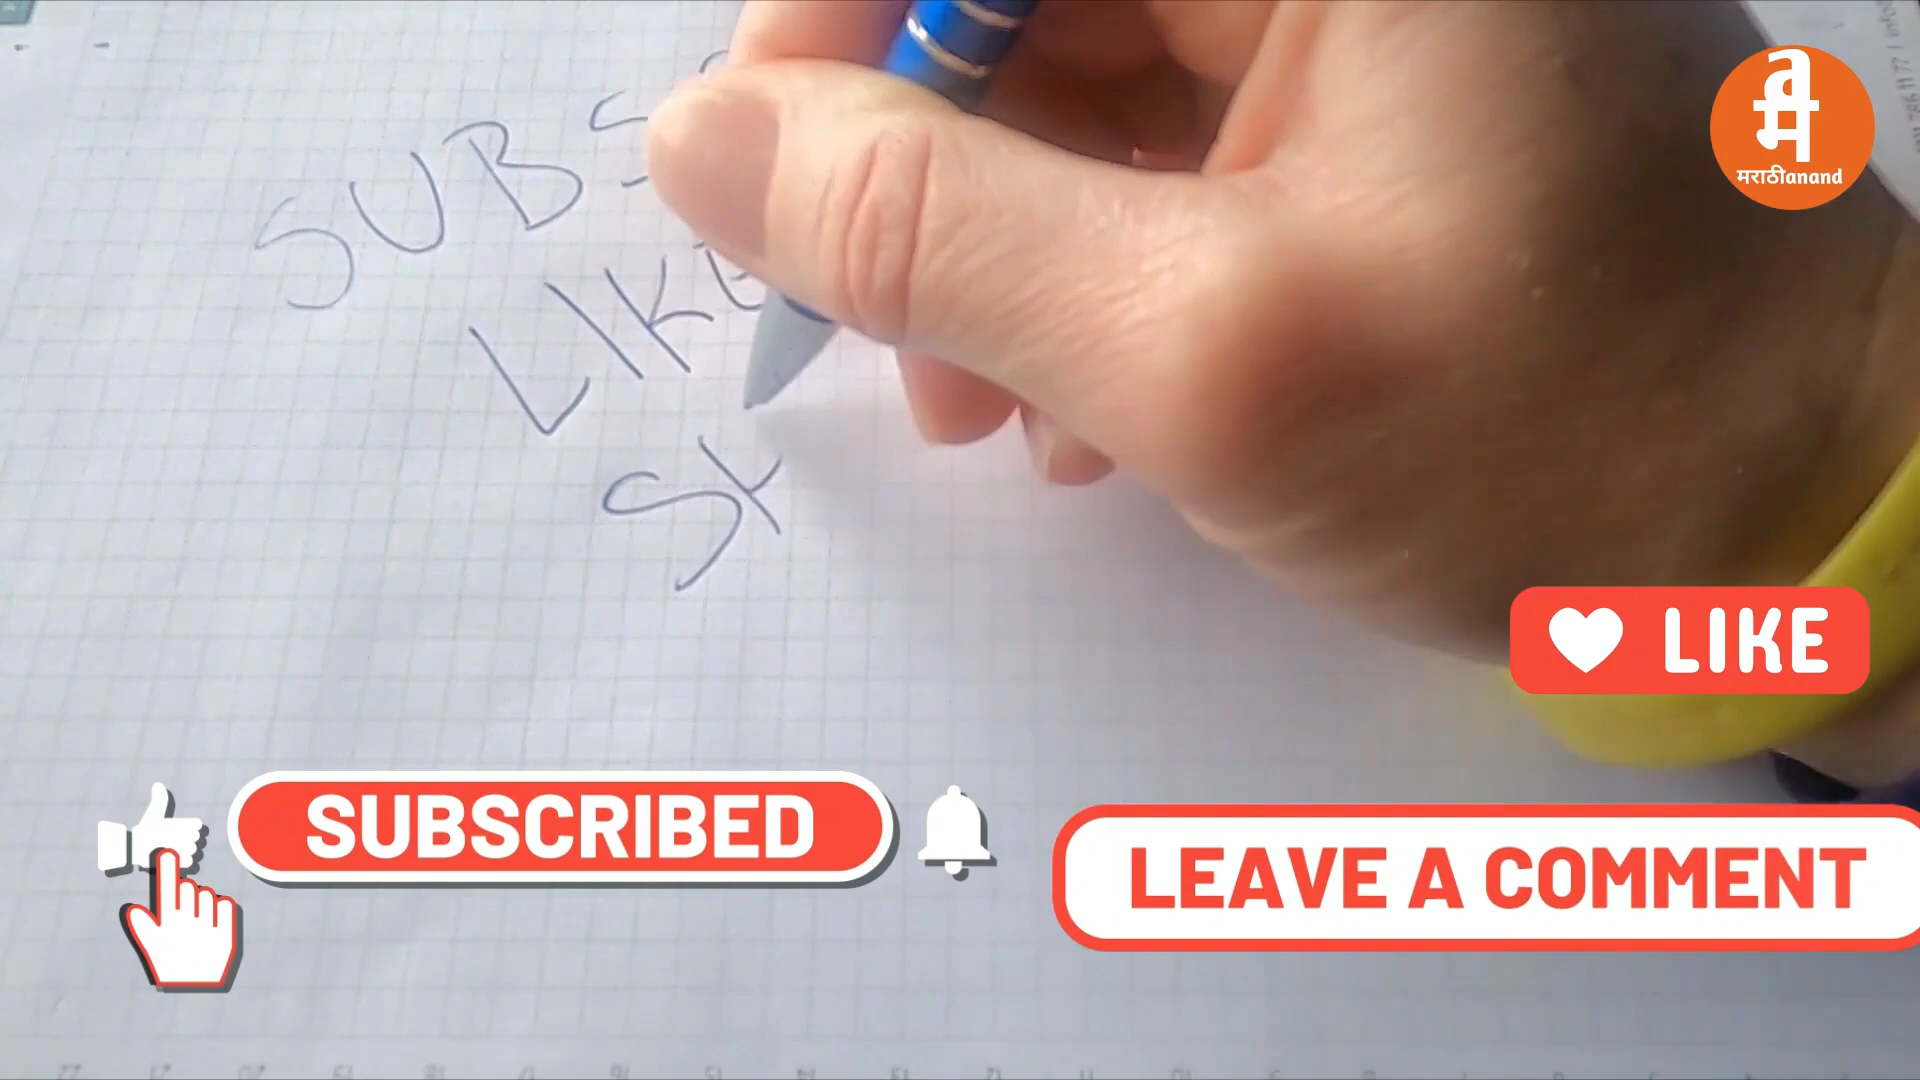 SUBS
LIKE
SH
a
म
मराठीanand
LIKE
SUBSCRIBED
LEAVE A COMMENT